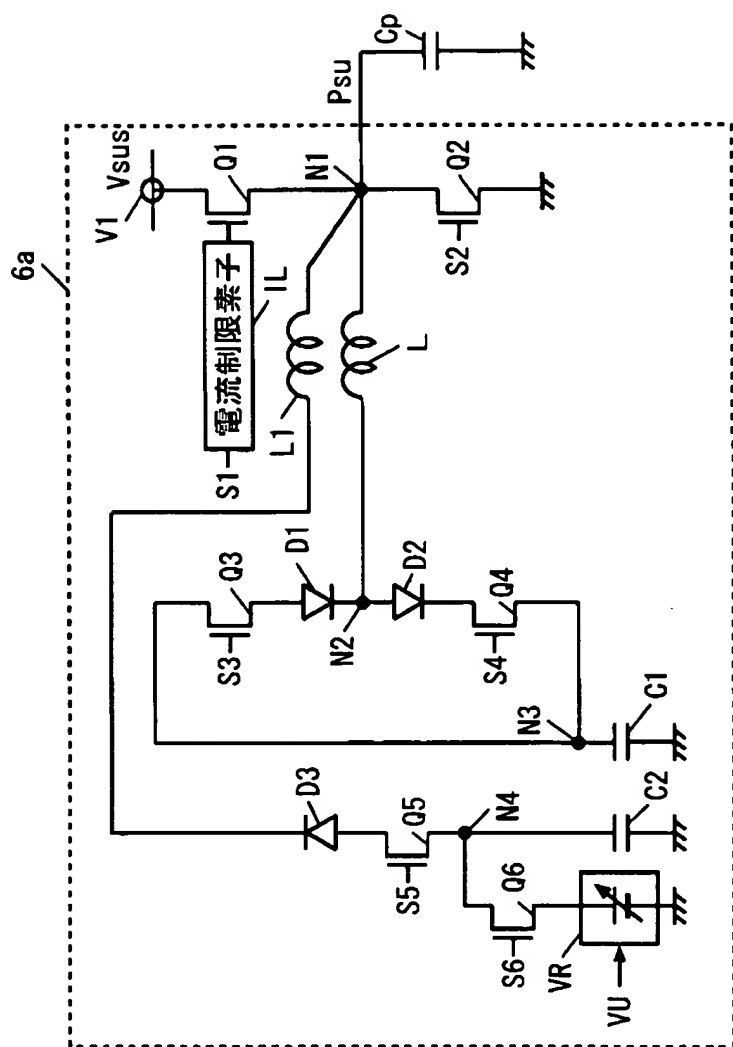 6a
V1
Vsus
Q1
S1
電流制限素子
IL
N1
Psu
Cp
L1
L
S2
Q2
S3
Q3
D1
N2
D2
S4
Q4
N3
C1
D3
S5
Q5
N4
C2
S6
Q6
VR
VU